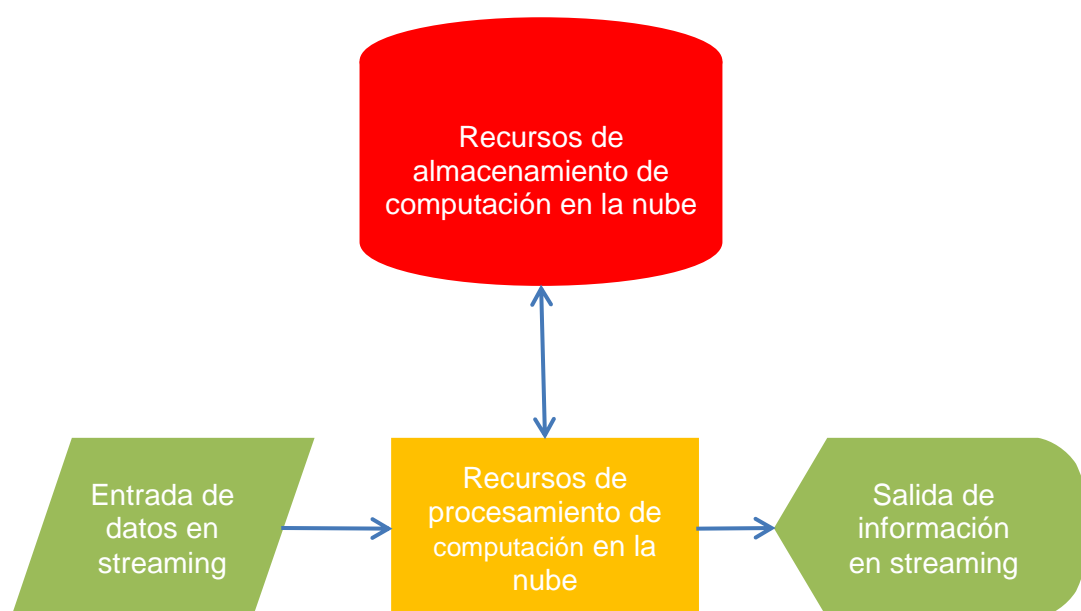 Recursos de
almacenamiento de
computación en la nube
Entrada de
datos en
streaming
Recursos de
procesamiento de
computación en la
nube
Salida de
información
en streaming